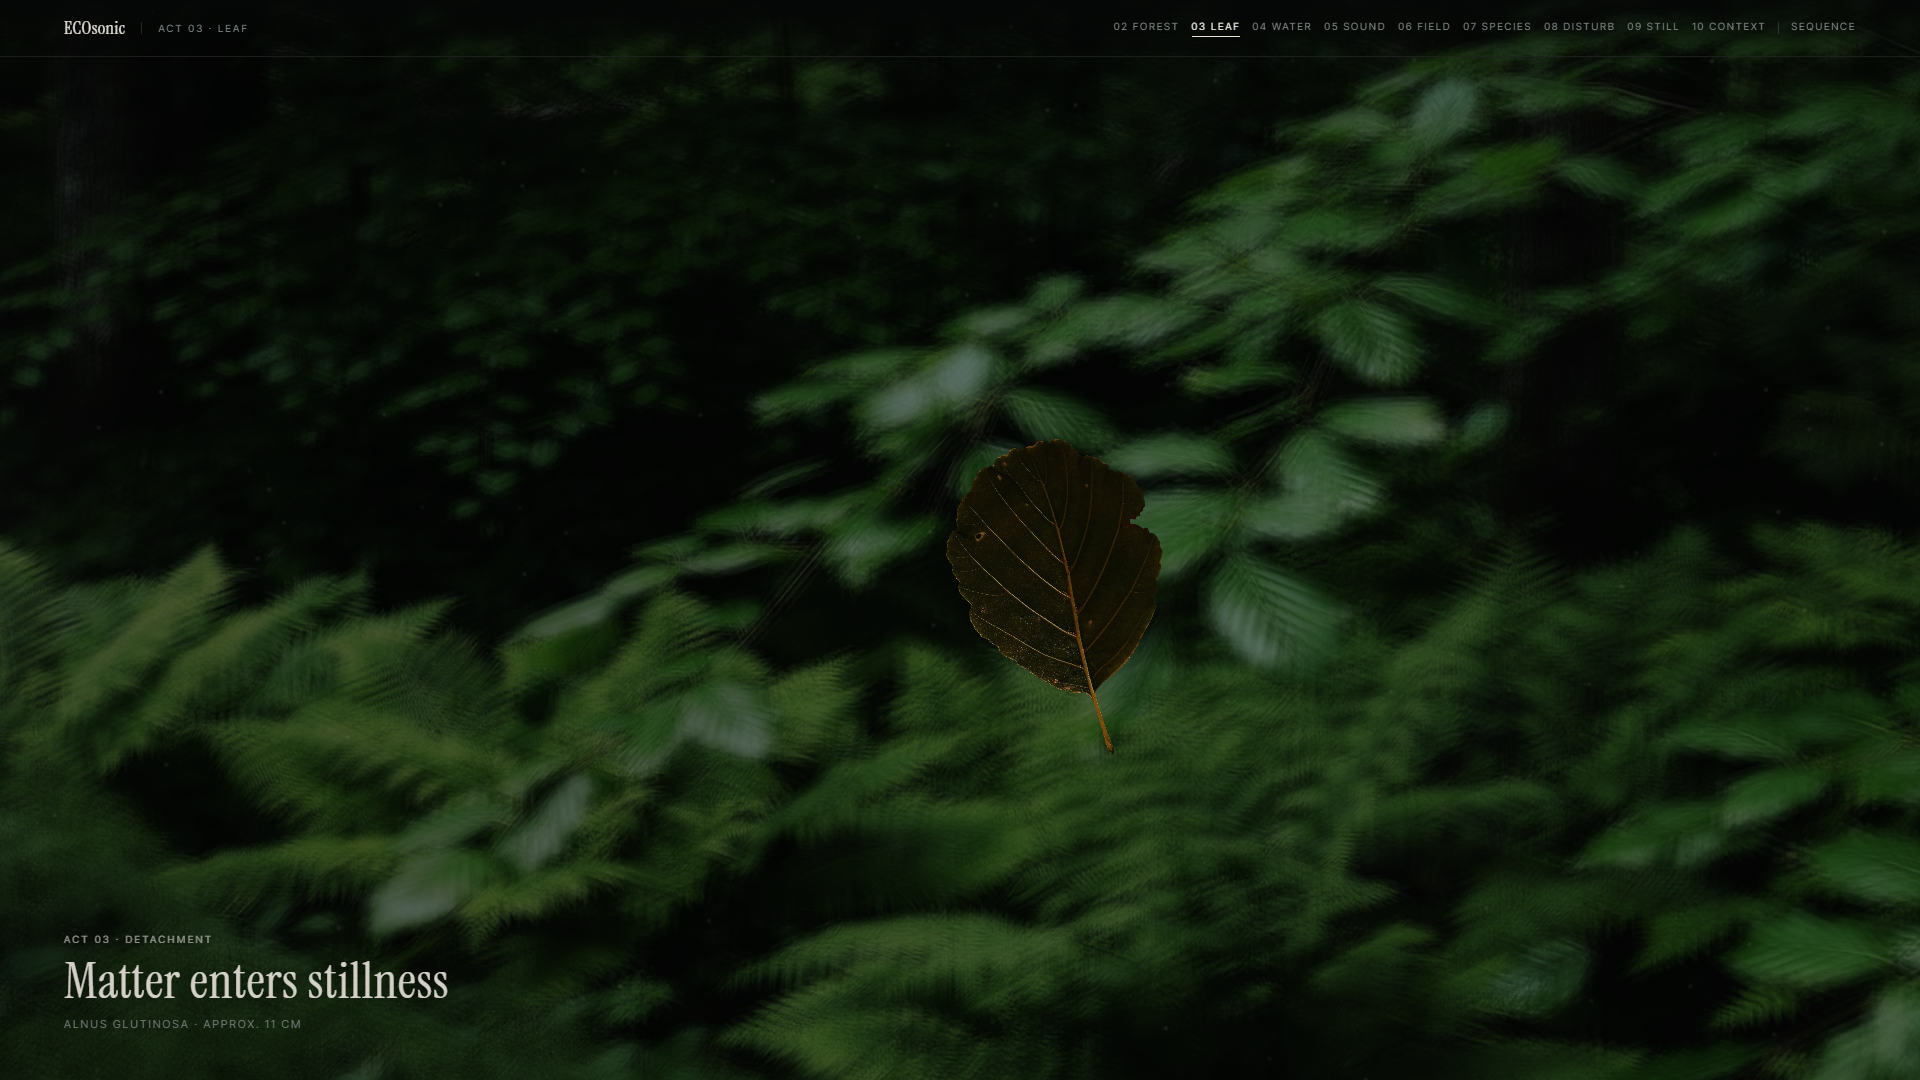 ECOsonic
ACT 03 · LEAF
02 FOREST
03 LEAF
04 WATER
05 SOUND
06 FIELD
07 SPECIES
08 DISTURB
09 STILL
10 CONTEXT
SEQUENCE
ACT 03 · DETACHMENT
Matter enters stillness
ALNUS GLUTINOSA · APPROX. 11 CM